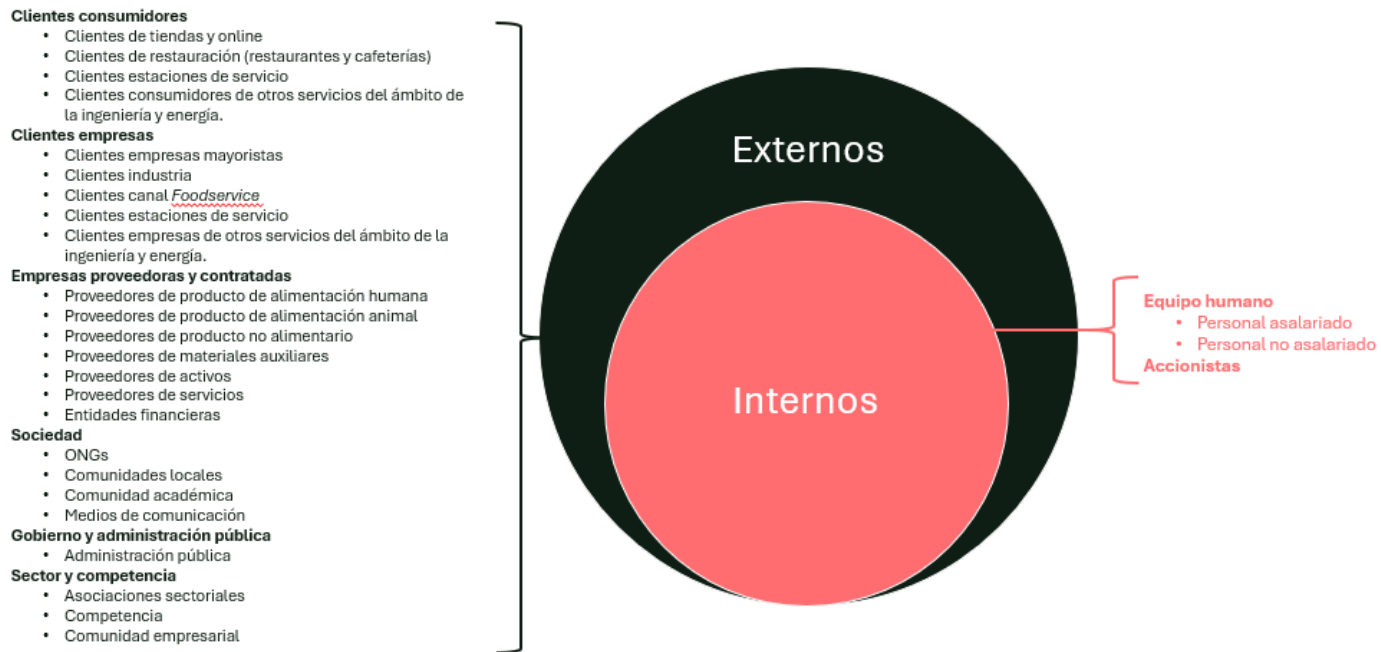 Clientes consumidores
• Clientes de tiendas y online
• Clientes de restauración (restaurantes y cafeterías)
• Clientes estaciones de servicio
• Clientes consumidores de otros servicios del ámbito de
la ingeniería y energía.
Clientes empresas
• Clientes empresas mayoristas
• Clientes industria
• Clientes canal Foodservice
• Clientes estaciones de servicio
• Clientes empresas de otros servicios del ámbito de la
ingeniería y energía.
Empresas proveedoras y contratadas
• Proveedores de producto de alimentación humana
• Proveedores de producto de alimentación animal
• Proveedores de producto no alimentario
• Proveedores de materiales auxiliares
• Proveedores de activos
• Proveedores de servicios
• Entidades financieras
Sociedad
• ONGs
• Comunidades locales
• Comunidad académica
• Medios de comunicación
Gobierno y administración pública
• Administración pública
Sector y competencia
• Asociaciones sectoriales
• Competencia
• Comunidad empresarial
Externos
Internos
Equipo humano
• Personal asalariado
• Personal no asalariado
Accionistas